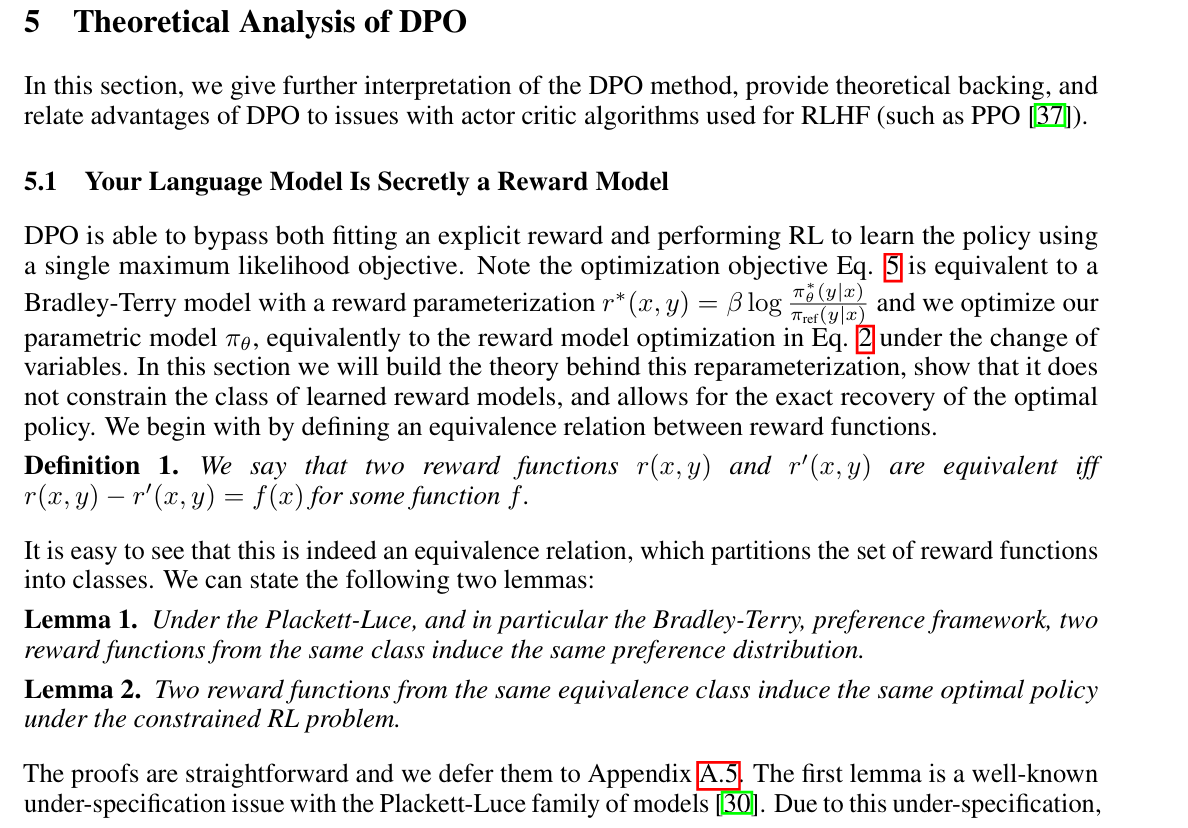 5 Theoretical Analysis of DPO
In this section, we give further interpretation of the DPO method, provide theoretical backing, and
relate advantages of DPO to issues with actor critic algorithms used for RLHF (such as PPO [37]).
5.1 Your Language Model Is Secretly a Reward Model
DPO is able to bypass both fitting an explicit reward and performing RL to learn the policy using
a single maximum likelihood objective. Note the optimization objective Eq. 5 is equivalent to a
Bradley-Terry model with a reward parameterization r*(x, y) = β log π*θ(y|x)/πref(y|x) and we optimize our
parametric model πθ, equivalently to the reward model optimization in Eq. 2 under the change of
variables. In this section we will build the theory behind this reparameterization, show that it does
not constrain the class of learned reward models, and allows for the exact recovery of the optimal
policy. We begin with by defining an equivalence relation between reward functions.
Definition 1. We say that two reward functions r(x, y) and r′(x, y) are equivalent iff
r(x, y) − r′(x, y) = f(x) for some function f.
It is easy to see that this is indeed an equivalence relation, which partitions the set of reward functions
into classes. We can state the following two lemmas:
Lemma 1. Under the Plackett-Luce, and in particular the Bradley-Terry, preference framework, two
reward functions from the same class induce the same preference distribution.
Lemma 2. Two reward functions from the same equivalence class induce the same optimal policy
under the constrained RL problem.
The proofs are straightforward and we defer them to Appendix A.5. The first lemma is a well-known
under-specification issue with the Plackett-Luce family of models [30]. Due to this under-specification,